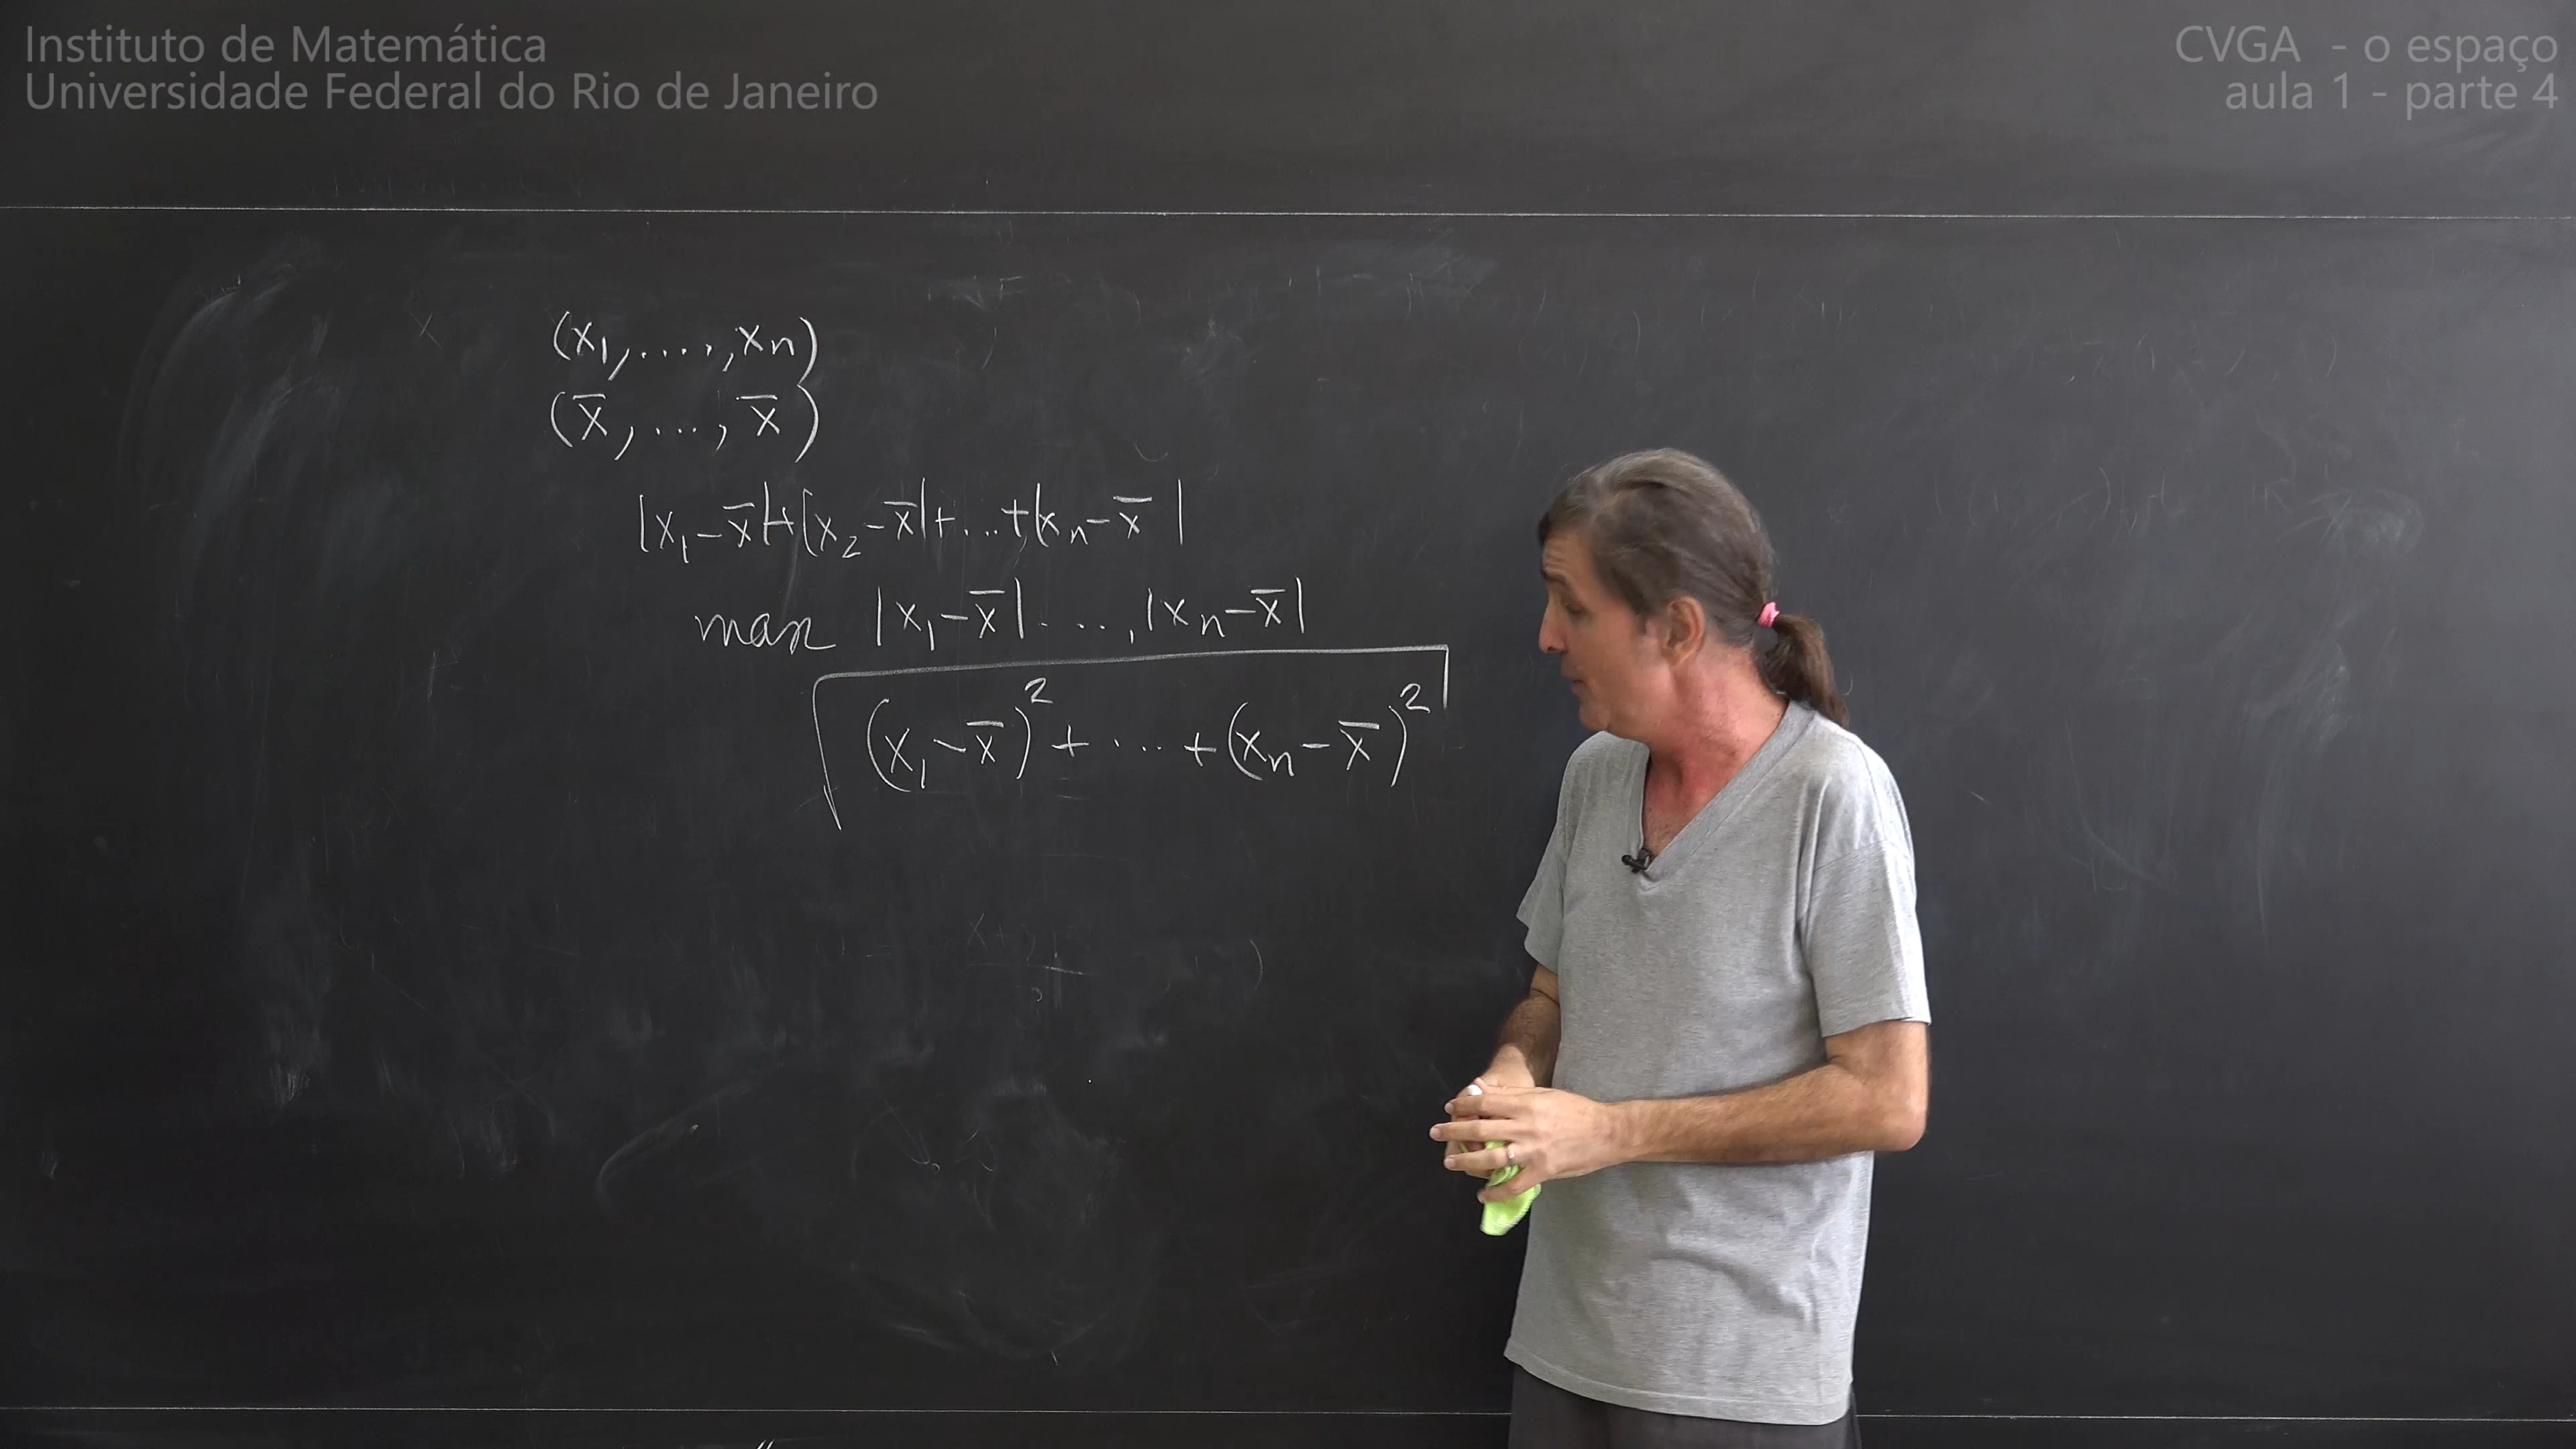 Instituto de Matemática
Universidade Federal do Rio de Janeiro
CVGA - o espaço
aula 1 - parte 4
(x₁, ...., xₙ)
(x̅, ..., x̅)
|x₁-x̅|+|x₂-x̅|+...+|xₙ-x̅|
max |x₁-x̅|...,|xₙ-x̅|
√(x₁-x̅)²+...+(xₙ-x̅)²